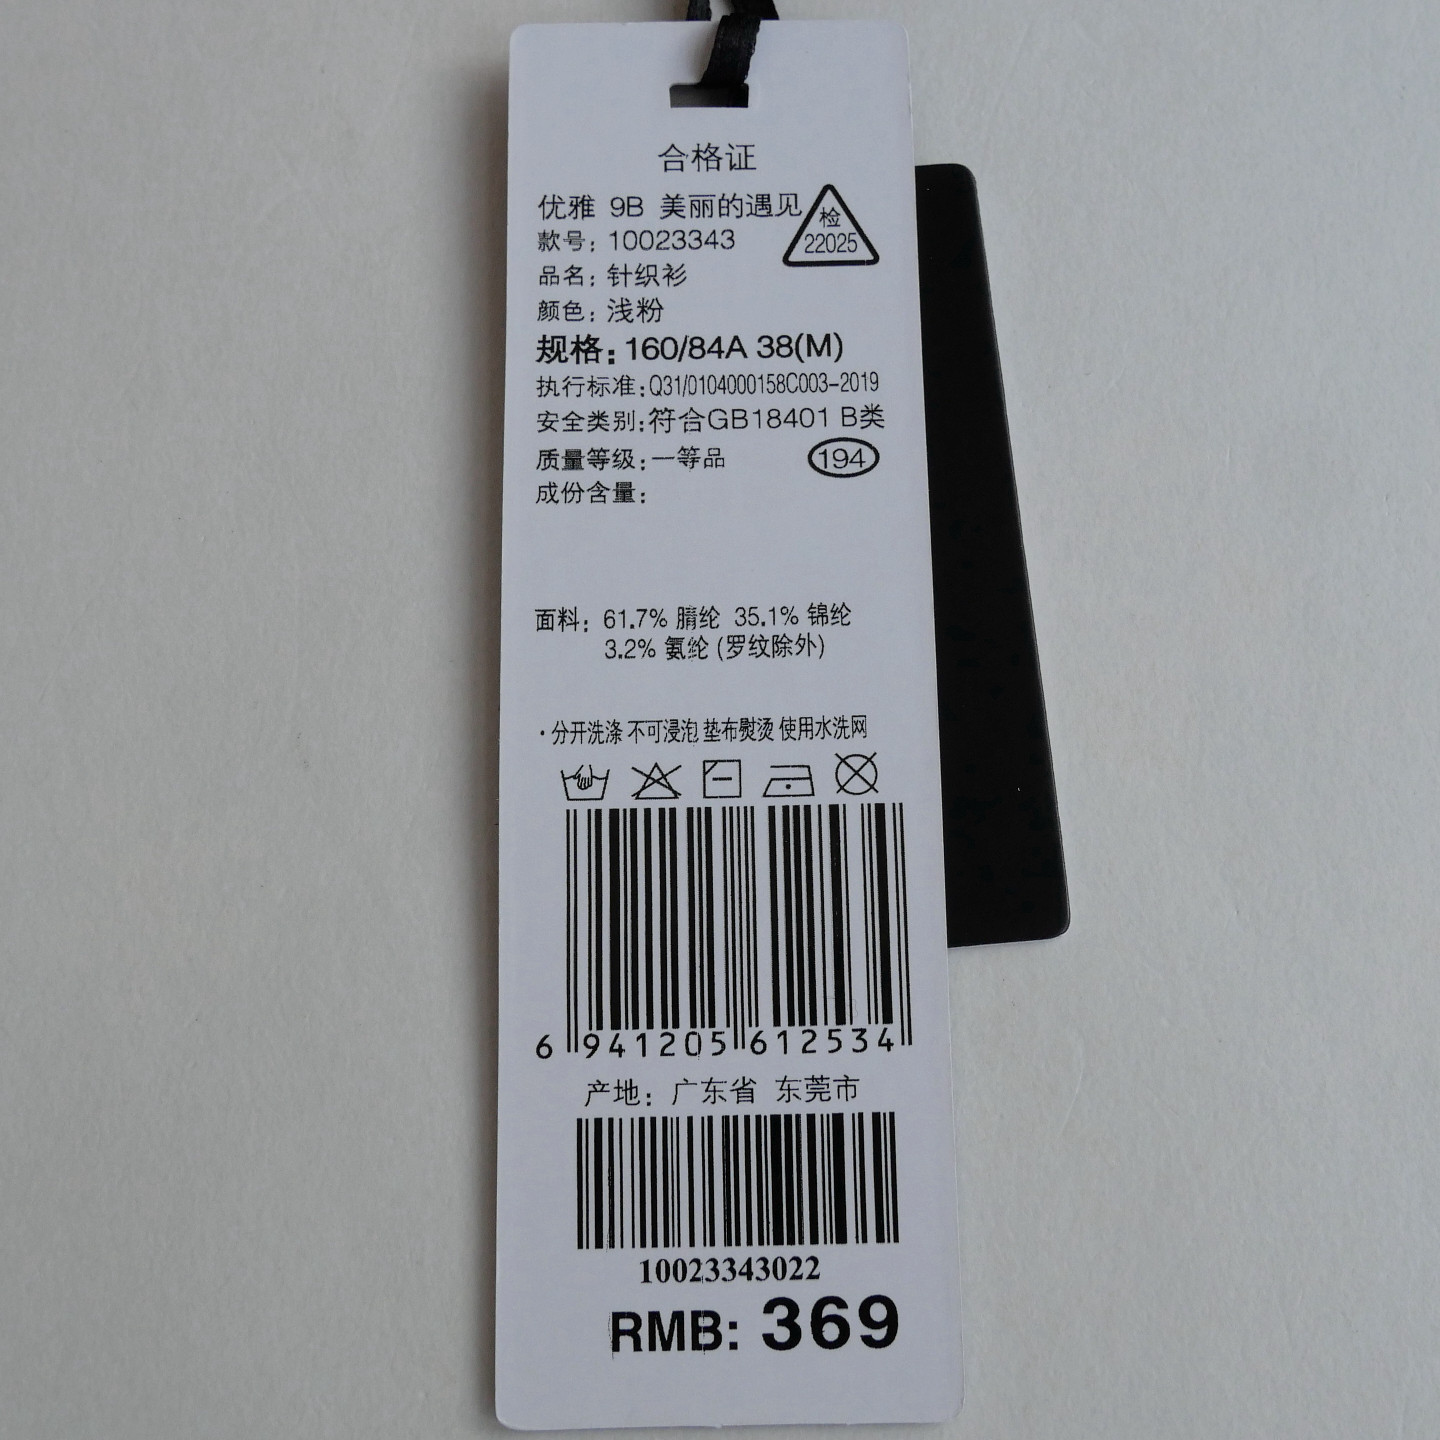 合格证
优雅 9B 美丽的遇见
检
22025
款号：10023343
品名：针织衫
颜色：浅粉
规格：160/84A 38(M)
执行标准：Q31/0104000158C003-2019
安全类别：符合GB18401 B类
质量等级：一等品
194
成份含量：
面料：61.7% 腈纶 35.1% 锦纶
3.2% 氨纶 (罗纹除外)
·分开洗涤 不可浸泡 垫布熨烫 使用水洗网
6 941205 612534
产地：广东省 东莞市
10023343022
RMB: 369